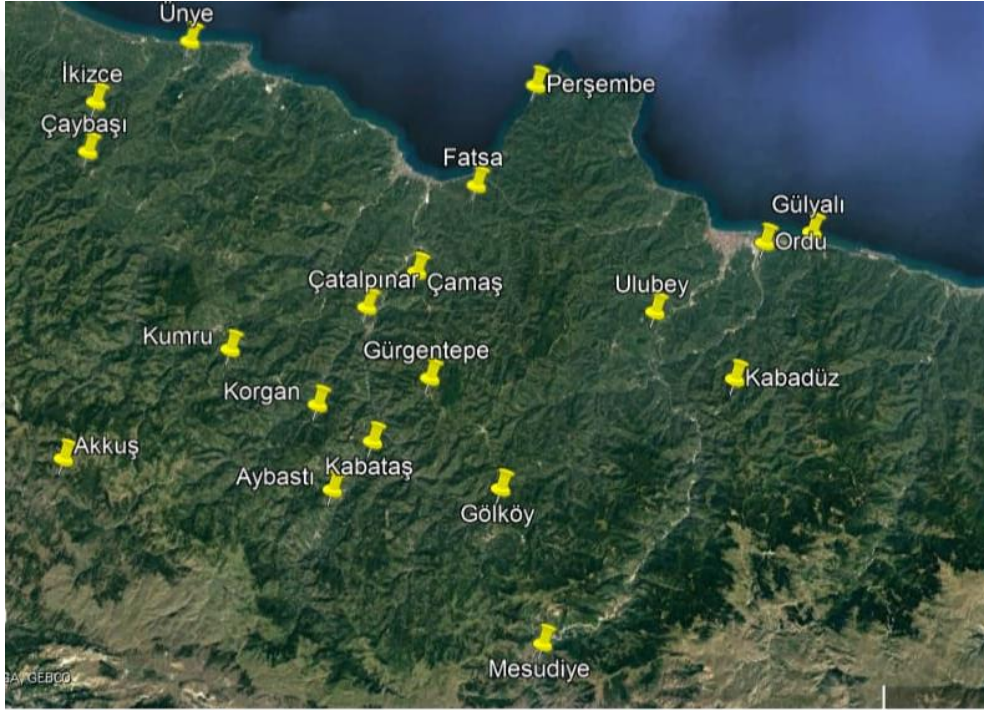 Ünye
İkizce
Perşembe
Çaybaşı
Fatsa
Gülyalı
Ordu
Çatalpınar
Çamaş
Ulubey
Kumru
Gürgentepe
Kabadüz
Korgan
Akkuş
Kabataş
Aybastı
Gölköy
Mesudiye
GEBCO